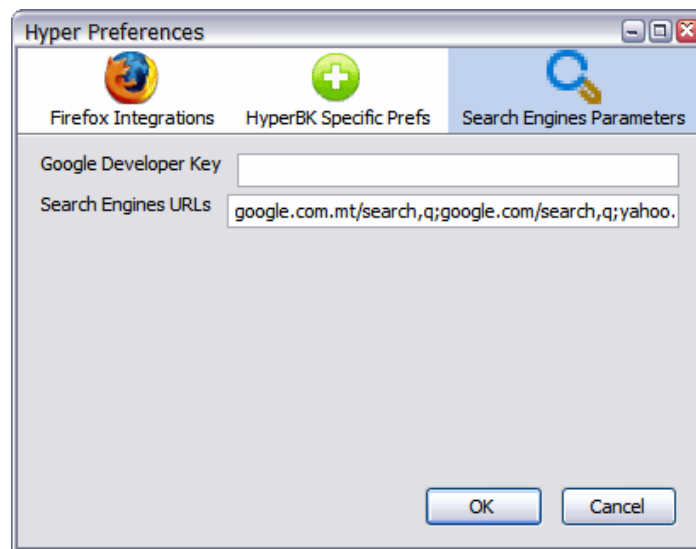 Hyper Preferences
Firefox Integrations HyperBK Specific Prefs Search Engines Parameters
Google Developer Key
Search Engines URLs google.com.mt/search,q;google.com/search,q;yahoo.
OK Cancel